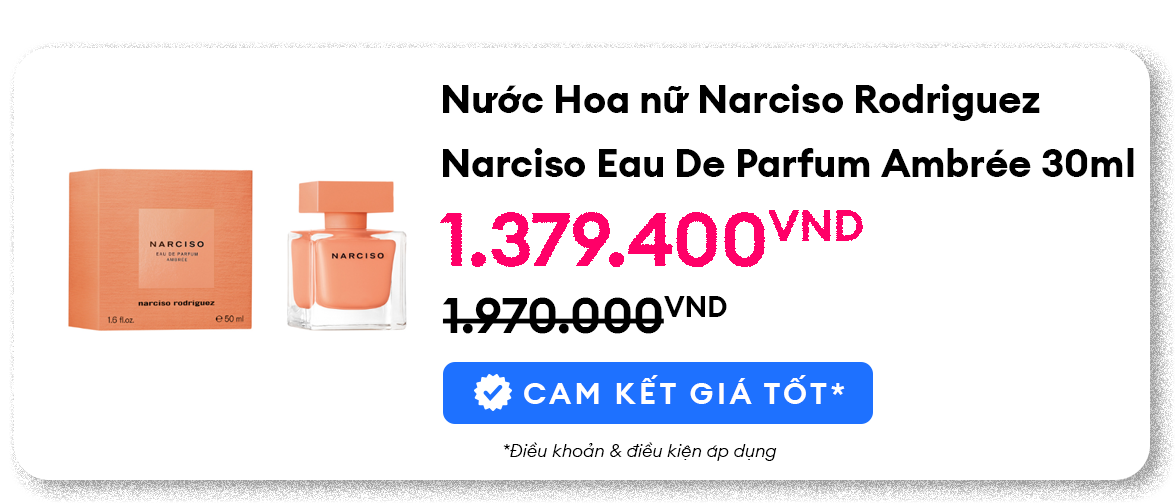 Nước Hoa nữ Narciso Rodriguez
Narciso Eau De Parfum Ambrée 30ml
1.379.400VND
1.970.000VND
CAM KẾT GIÁ TỐT*
*Điều khoản & điều kiện áp dụng
NARCISO
EAU DE PARFUM
AMBRÉE
narciso rodriguez
1.6 fl.oz. ℮ 50 ml
NARCISO